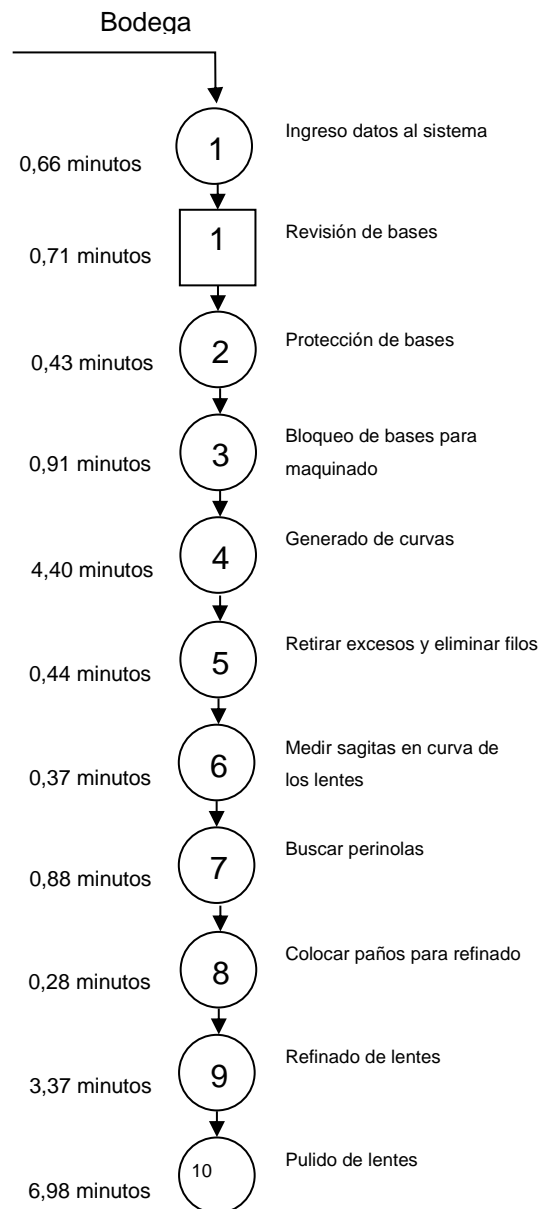 Bodega
1
Ingreso datos al sistema
0,66 minutos
1
Revisión de bases
0,71 minutos
2
Protección de bases
0,43 minutos
3
Bloqueo de bases para
maquinado
0,91 minutos
4
Generado de curvas
4,40 minutos
5
Retirar excesos y eliminar filos
0,44 minutos
6
Medir sagitas en curva de
los lentes
0,37 minutos
7
Buscar perinolas
0,88 minutos
8
Colocar paños para refinado
0,28 minutos
9
Refinado de lentes
3,37 minutos
10
Pulido de lentes
6,98 minutos